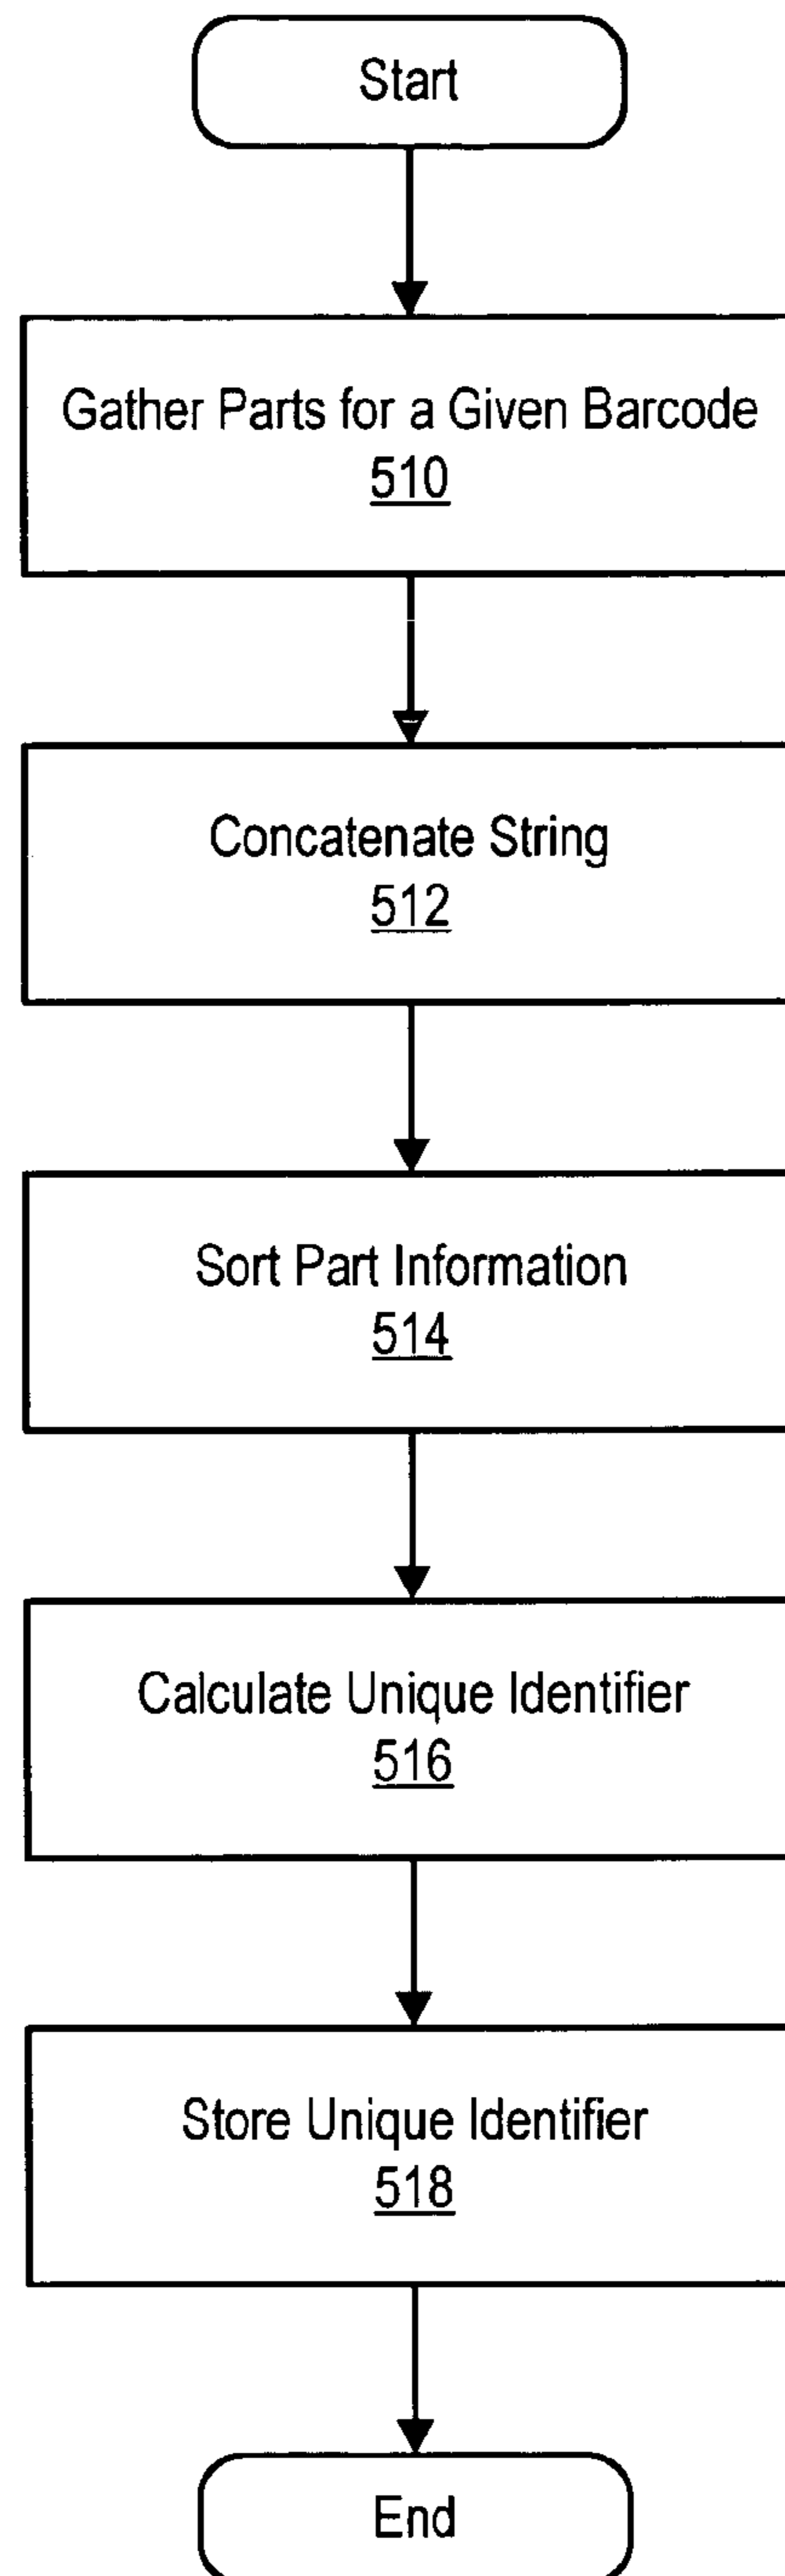 Start
Gather Parts for a Given Barcode
510
Concatenate String
512
Sort Part Information
514
Calculate Unique Identifier
516
Store Unique Identifier
518
End